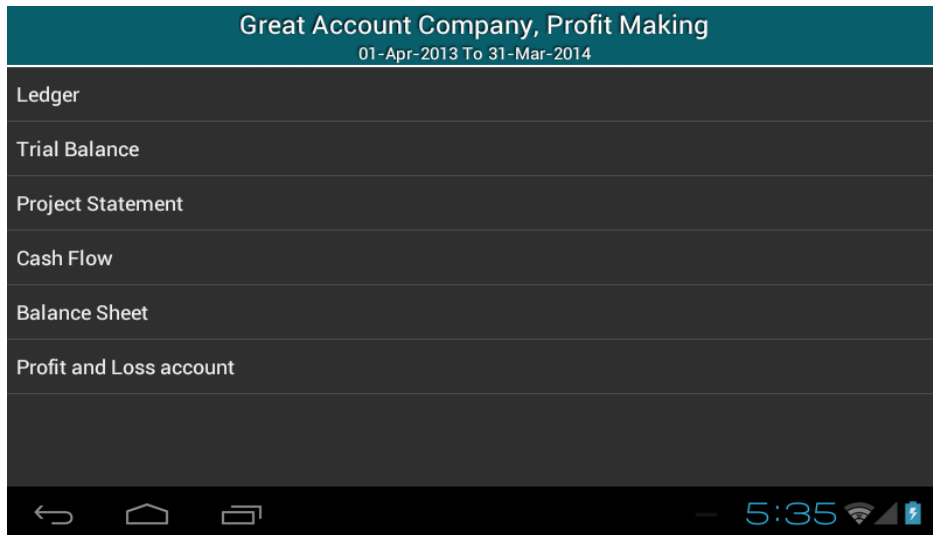 Great Account Company, Profit Making
01-Apr-2013 To 31-Mar-2014
Ledger
Trial Balance
Project Statement
Cash Flow
Balance Sheet
Profit and Loss account
5:35